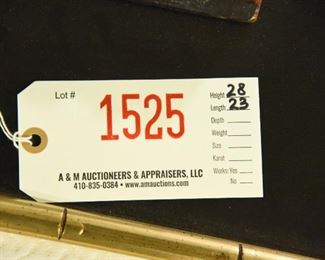 Lot #
1525
Height 28
Length 23
Depth
Weight
Size
Karat
Works: Yes
No
A & M AUCTIONEERS & APPRAISERS, LLC
410-835-0384 • www.amauctions.com